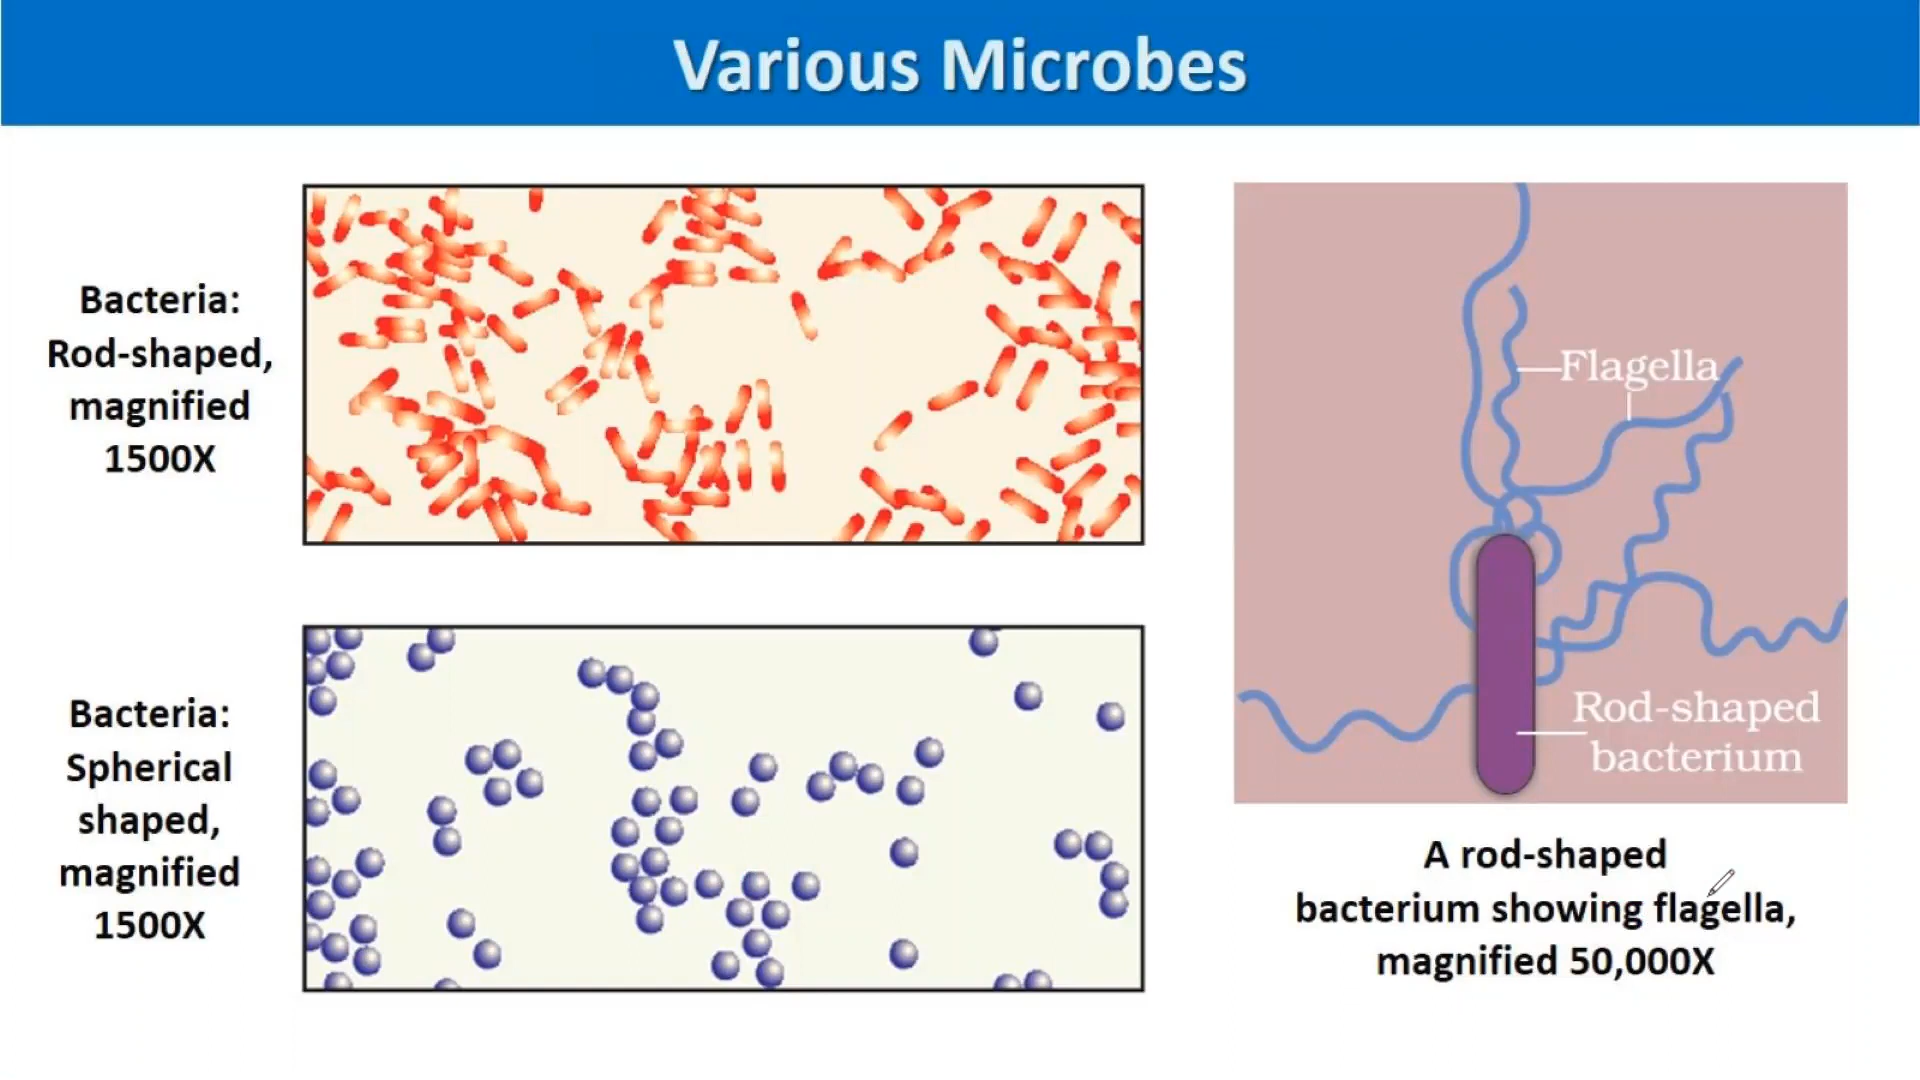 Various Microbes
Bacteria:
Rod-shaped,
magnified
1500X
Bacteria:
Spherical
shaped,
magnified
1500X
Flagella
Rod-shaped
bacterium
A rod-shaped
bacterium showing flagella,
magnified 50,000X